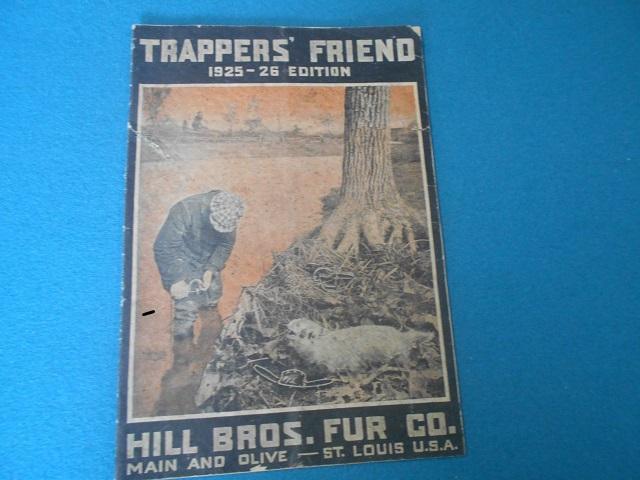 TRAPPERS' FRIEND
1925-26 EDITION
HILL BROS. FUR CO.
MAIN AND OLIVE — ST. LOUIS U.S.A.